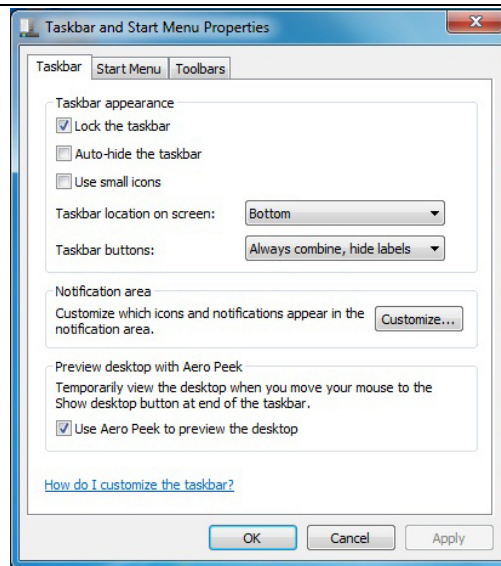 Taskbar and Start Menu Properties
Taskbar
Start Menu
Toolbars
Taskbar appearance
Lock the taskbar
Auto-hide the taskbar
Use small icons
Taskbar location on screen:
Bottom
Taskbar buttons:
Always combine, hide labels
Notification area
Customize which icons and notifications appear in the
notification area.
Customize...
Preview desktop with Aero Peek
Temporarily view the desktop when you move your mouse to the
Show desktop button at end of the taskbar.
Use Aero Peek to preview the desktop
How do I customize the taskbar?
OK
Cancel
Apply